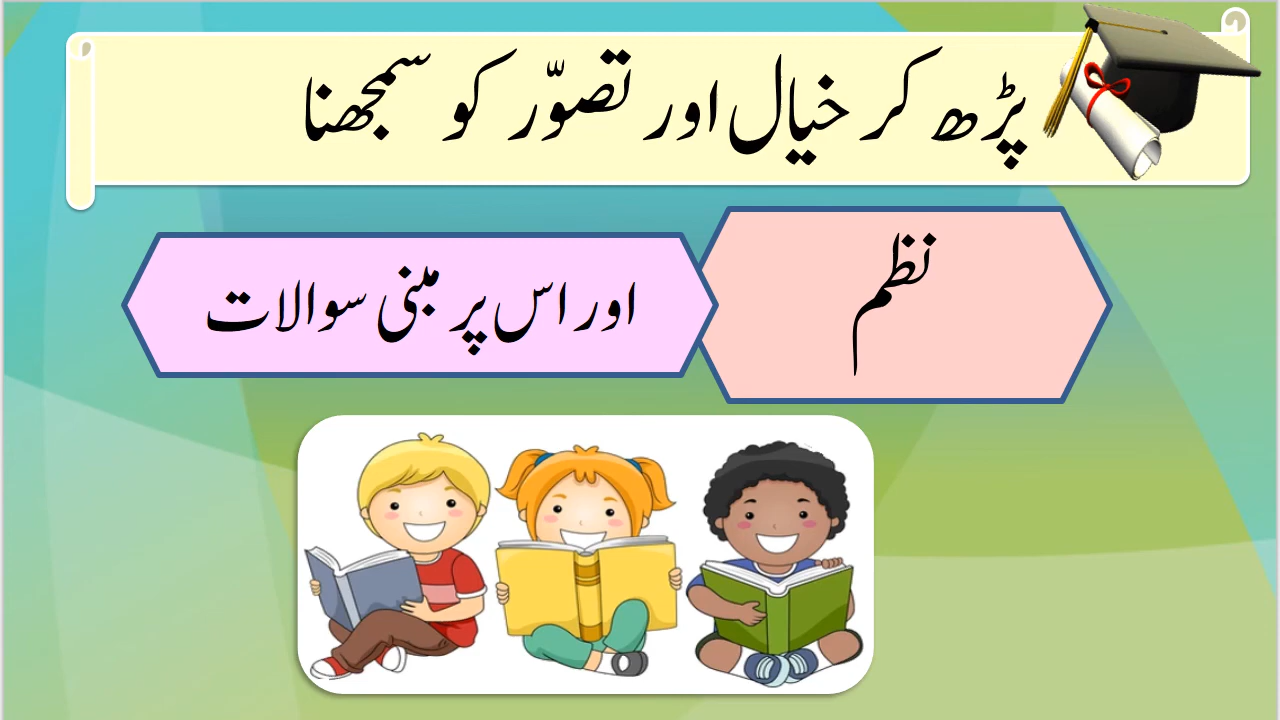 پڑھ کر خیال اور تصوّر کو سمجھنا
نظم
اور اس پر مبنی سوالات